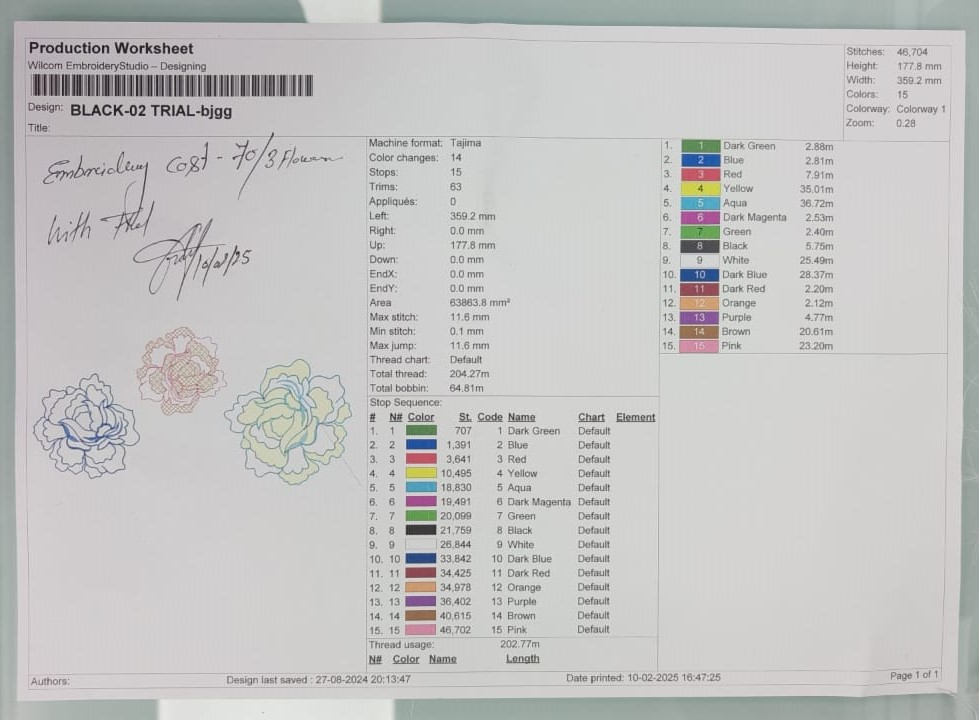 Production Worksheet
Wilcom EmbroideryStudio – Designing
Design: BLACK-02 TRIAL-bjgg
Title:
Stitches: 46,704
Height: 177.8 mm
Width: 359.2 mm
Colors: 15
Colorway: Colorway 1
Zoom: 0.28
Embroidery cost - 70/3 Flower
With
Machine format: Tajima
Color changes: 14
Stops: 15
Trims: 63
Appliqués: 0
Left: 359.2 mm
Right: 0.0 mm
Up: 177.8 mm
Down: 0.0 mm
EndX: 0.0 mm
EndY: 0.0 mm
Area 63863.8 mm²
Max stitch: 11.6 mm
Min stitch: 0.1 mm
Max jump: 11.6 mm
Thread chart: Default
Total thread: 204.27m
Total bobbin: 64.81m
1. 1 Dark Green 2.88m
2. 2 Blue 2.81m
3. 3 Red 7.91m
4. 4 Yellow 35.01m
5. 5 Aqua 36.72m
6. 6 Dark Magenta 2.53m
7. 7 Green 2.40m
8. 8 Black 5.75m
9. 9 White 25.49m
10. 10 Dark Blue 28.37m
11. 11 Dark Red 2.20m
12. 12 Orange 2.12m
13. 13 Purple 4.77m
14. 14 Brown 20.61m
15. 15 Pink 23.20m
Stop Sequence:
# N# Color St. Code Name Chart Element
1. 1 707 1 Dark Green Default
2. 2 1,391 2 Blue Default
3. 3 3,641 3 Red Default
4. 4 10,495 4 Yellow Default
5. 5 18,830 5 Aqua Default
6. 6 19,491 6 Dark Magenta Default
7. 7 20,099 7 Green Default
8. 8 21,759 8 Black Default
9. 9 26,844 9 White Default
10. 10 33,842 10 Dark Blue Default
11. 11 34,425 11 Dark Red Default
12. 12 34,978 12 Orange Default
13. 13 36,402 13 Purple Default
14. 14 40,615 14 Brown Default
15. 15 46,702 15 Pink Default
Thread usage: 202.77m
N# Color Name Length
Authors:
Design last saved : 27-08-2024 20:13:47
Date printed: 10-02-2025 16:47:25
Page 1 of 1